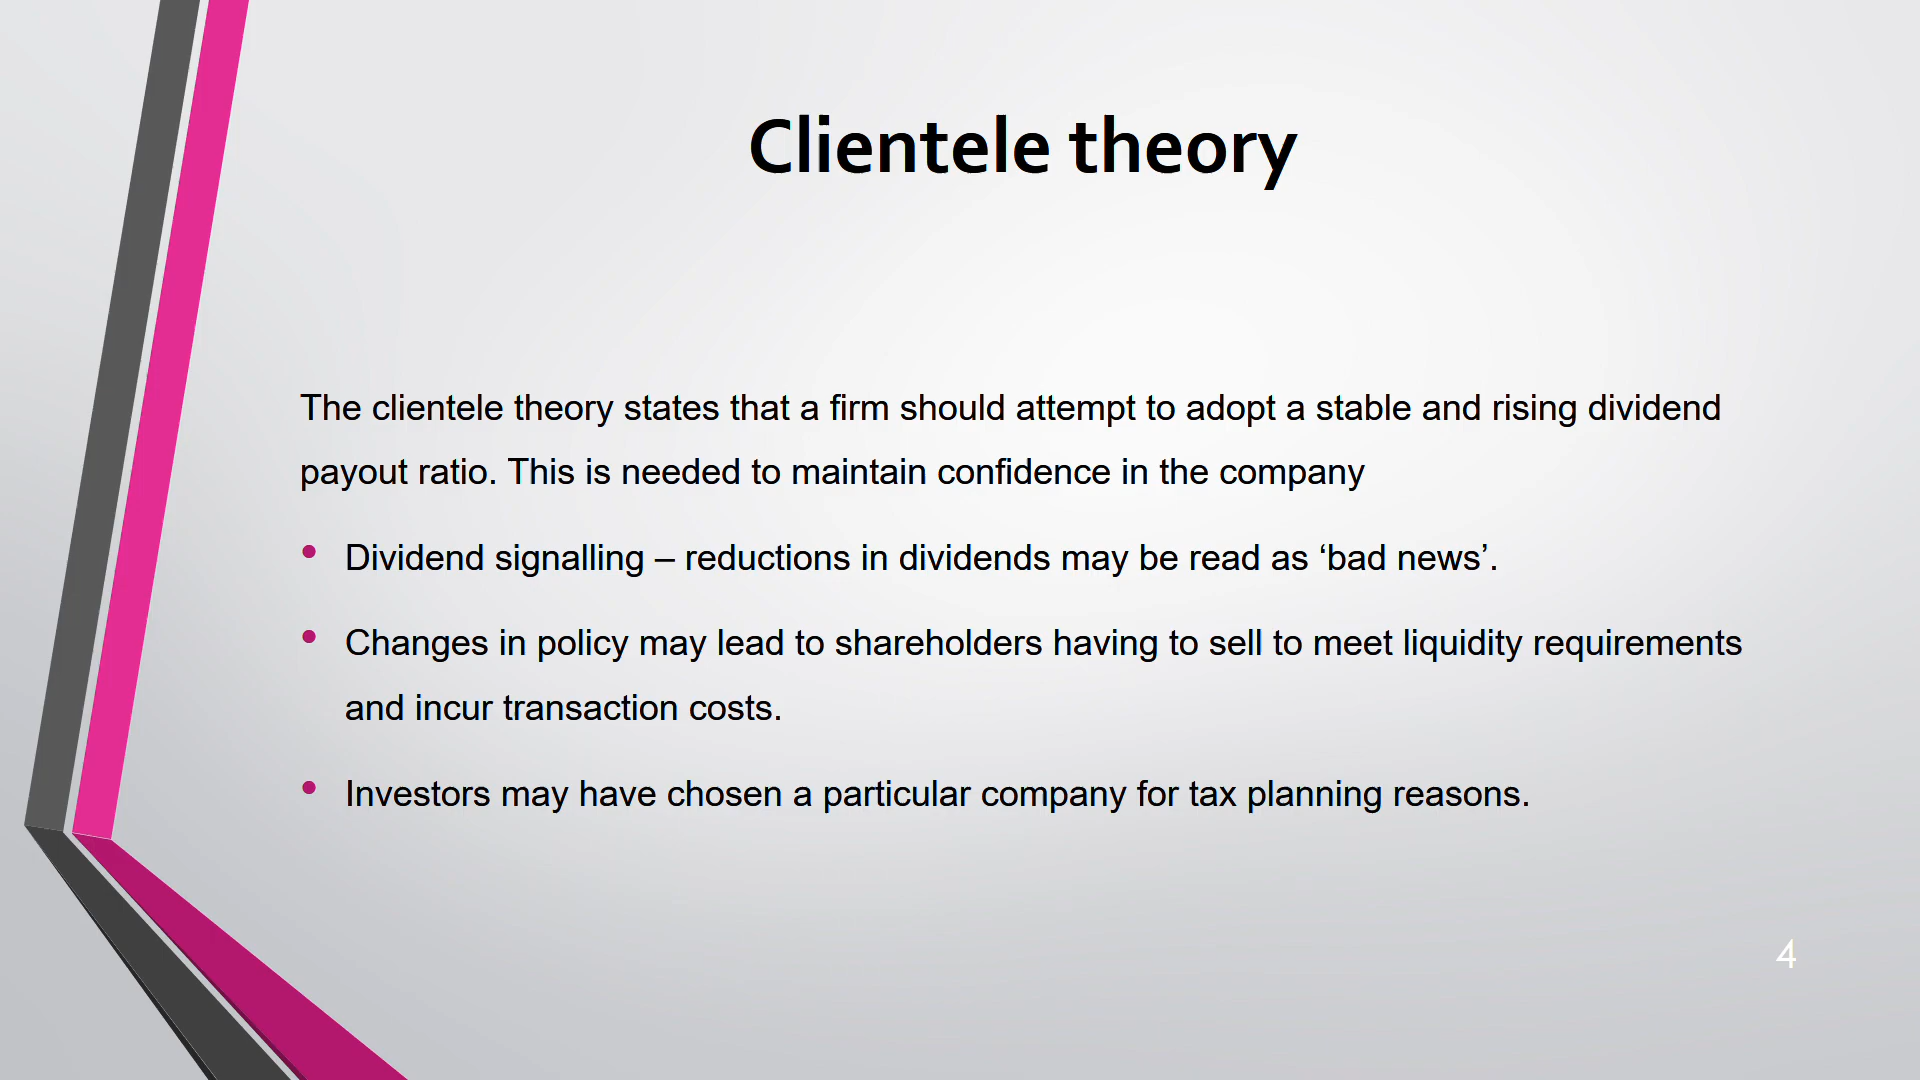 Clientele theory
The clientele theory states that a firm should attempt to adopt a stable and rising dividend
payout ratio. This is needed to maintain confidence in the company
• Dividend signalling – reductions in dividends may be read as ‘bad news’.
• Changes in policy may lead to shareholders having to sell to meet liquidity requirements
and incur transaction costs.
• Investors may have chosen a particular company for tax planning reasons.
4